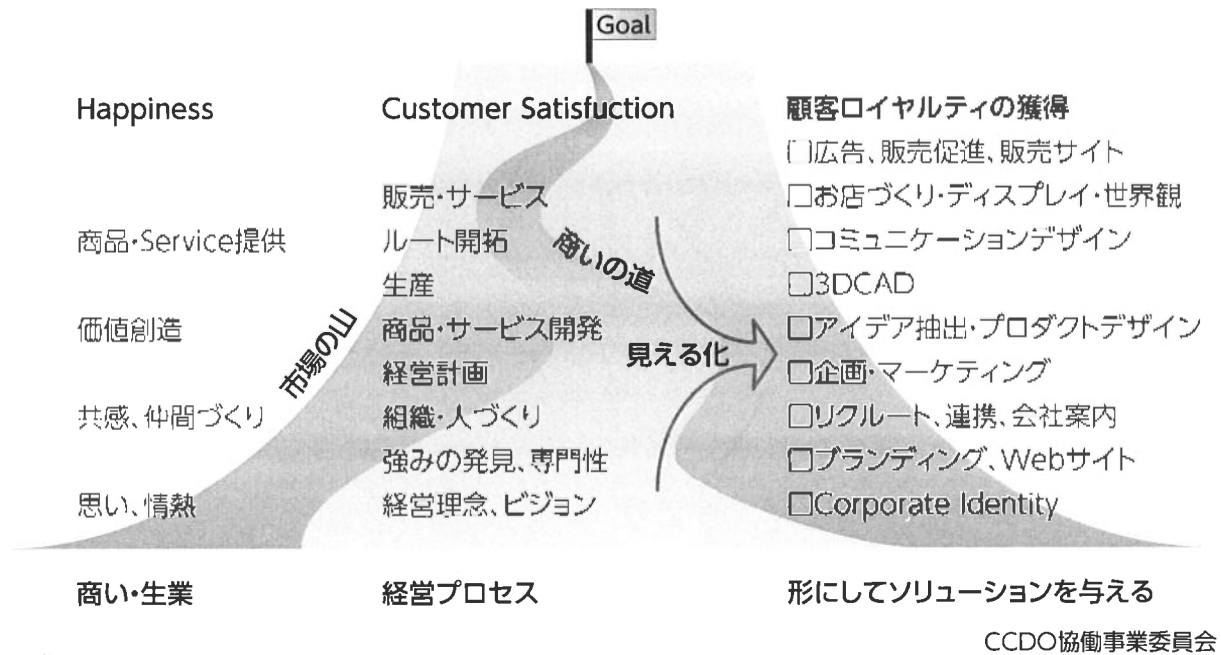 Goal
Happiness
商品・Service提供
価値創造
共感、仲間づくり
思い、情熱
商い・生業
市場の山
Customer Satisfuction
販売・サービス
ルート開拓
生産
商品・サービス開発
経営計画
組織・人づくり
強みの発見、専門性
経営理念、ビジョン
経営プロセス
商いの道
見える化
顧客ロイヤルティの獲得
□広告、販売促進、販売サイト
□お店づくり・ディスプレイ・世界観
□コミュニケーションデザイン
□3DCAD
□アイデア抽出・プロダクトデザイン
□企画・マーケティング
□リクルート、連携、会社案内
□ブランディング、Webサイト
□Corporate Identity
形にしてソリューションを与える
CCDO協働事業委員会